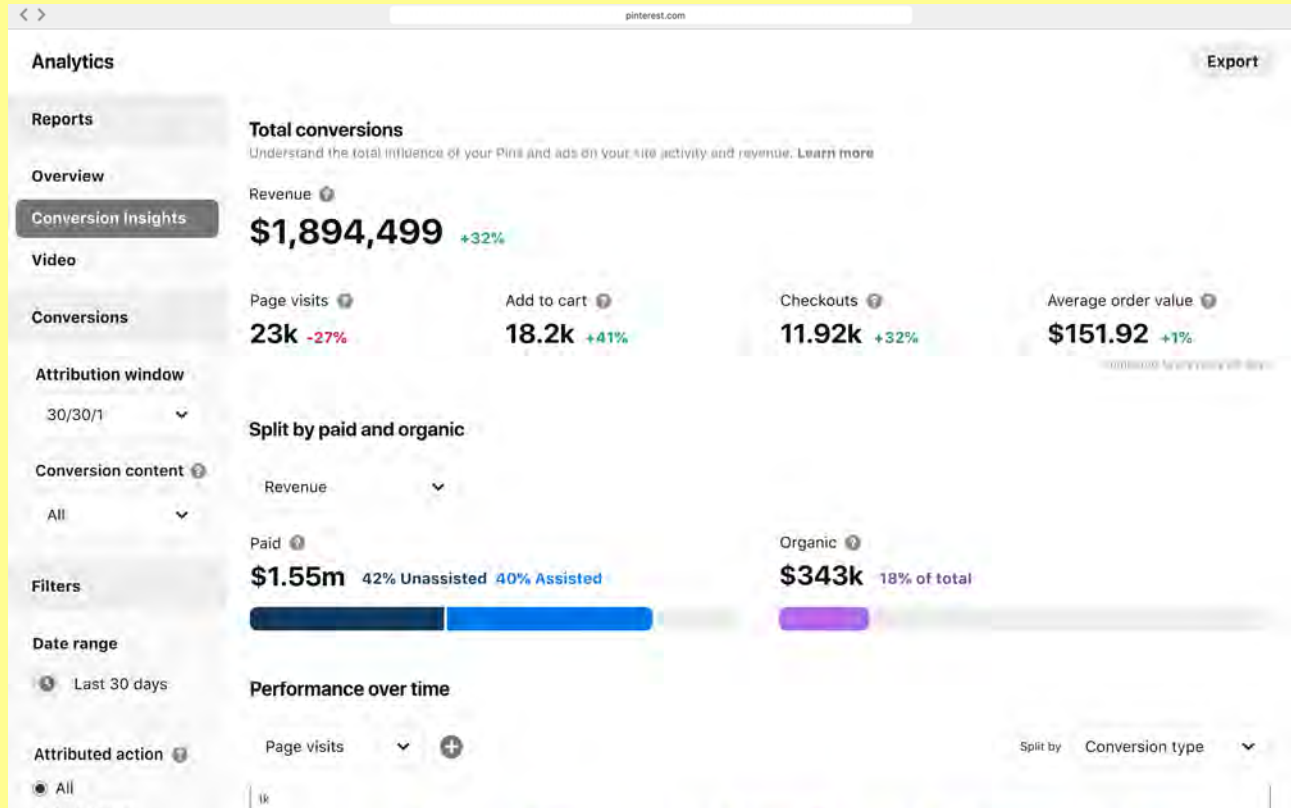 pinterest.com
Analytics
Export
Reports
Overview
Conversion Insights
Video
Conversions
Attribution window
30/30/1
Conversion content
All
Filters
Date range
Last 30 days
Attributed action
All
Total conversions
Understand the total influence of your Pins and ads on your site activity and revenue. Learn more
Revenue
$1,894,499 +32%
Page visits
23k -27%
Add to cart
18.2k +41%
Checkouts
11.92k +32%
Average order value
$151.92 +1%
Split by paid and organic
Revenue
Paid
$1.55m 42% Unassisted 40% Assisted
Organic
$343k 18% of total
Performance over time
Page visits
Split by Conversion type
1k